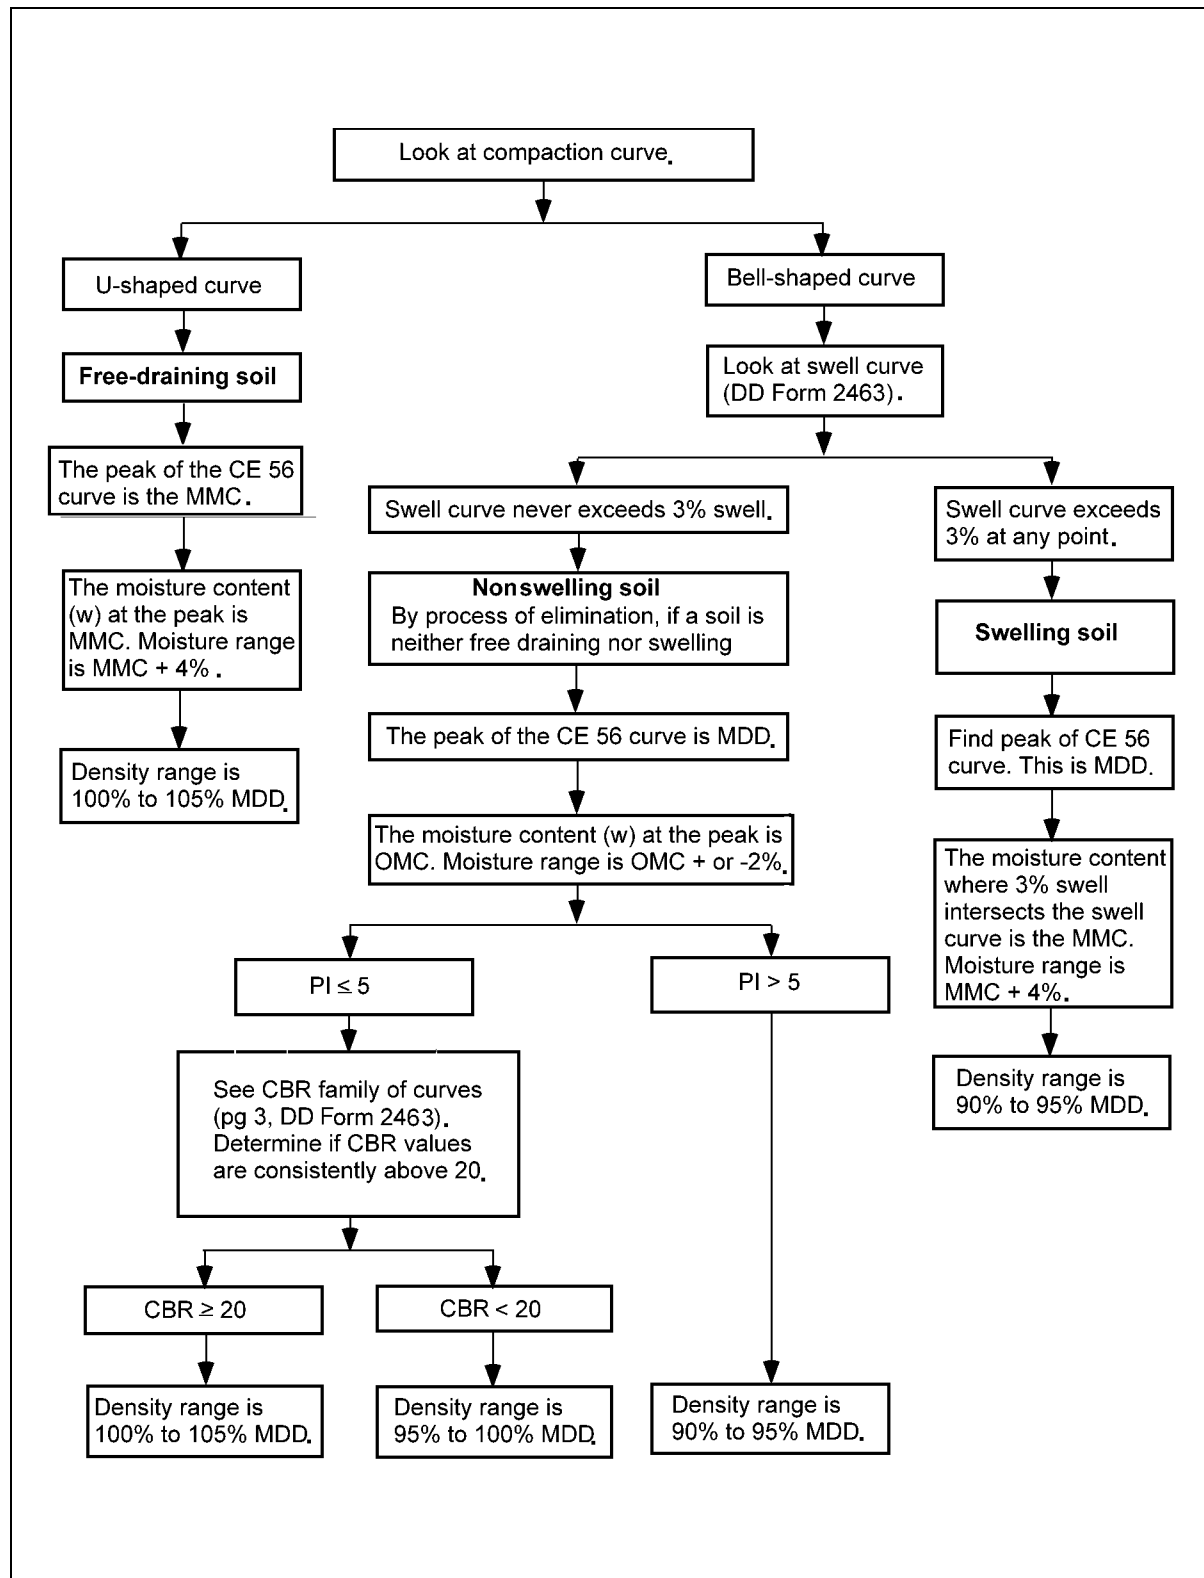 Look at compaction curve.
U-shaped curve
Bell-shaped curve
Free-draining soil
Look at swell curve
(DD Form 2463).
The peak of the CE 56
curve is the MMC.
Swell curve never exceeds 3% swell.
Swell curve exceeds
3% at any point.
The moisture content
(w) at the peak is
MMC. Moisture range
is MMC + 4% .
Nonswelling soil
By process of elimination, if a soil is
neither free draining nor swelling
Swelling soil
The peak of the CE 56 curve is MDD.
Find peak of CE 56
curve. This is MDD.
Density range is
100% to 105% MDD.
The moisture content (w) at the peak is
OMC. Moisture range is OMC + or -2%.
The moisture content
where 3% swell
intersects the swell
curve is the MMC.
Moisture range is
MMC + 4%.
PI ≤ 5
PI > 5
See CBR family of curves
(pg 3, DD Form 2463).
Determine if CBR values
are consistently above 20.
Density range is
90% to 95% MDD.
CBR ≥ 20
CBR < 20
Density range is
100% to 105% MDD.
Density range is
95% to 100% MDD.
Density range is
90% to 95% MDD.